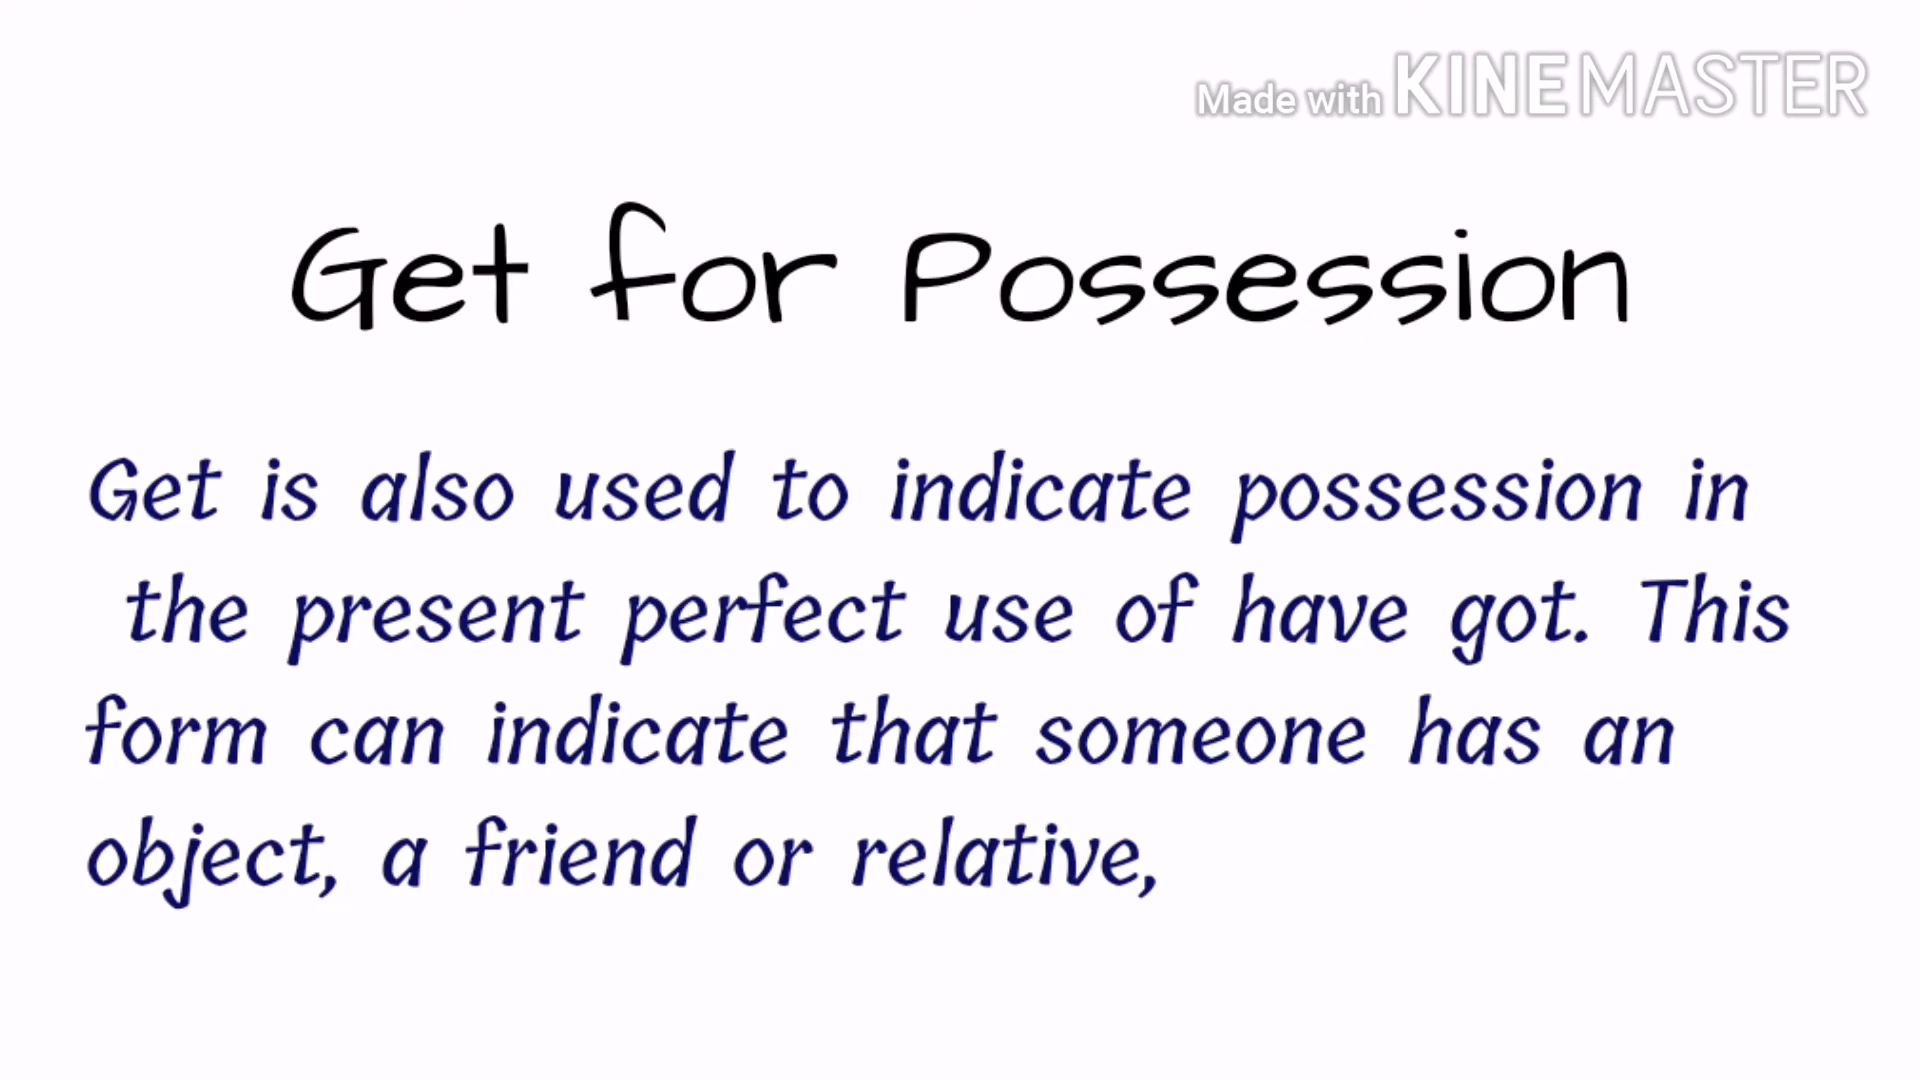 Made with KINEMASTER
Get for Possession
Get is also used to indicate possession in
the present perfect use of have got. This
form can indicate that someone has an
object, a friend or relative,